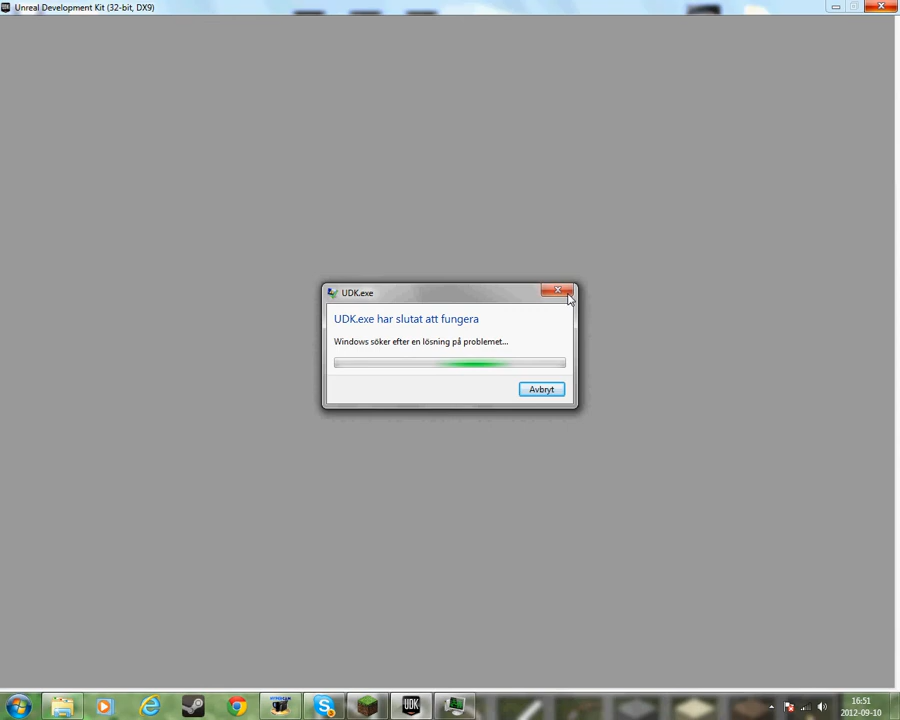 Unreal Development Kit (32-bit, DX9)
UDK.exe
UDK.exe har slutat att fungera
Windows söker efter en lösning på problemet...
Avbryt
UDK
16:51
2012-09-10